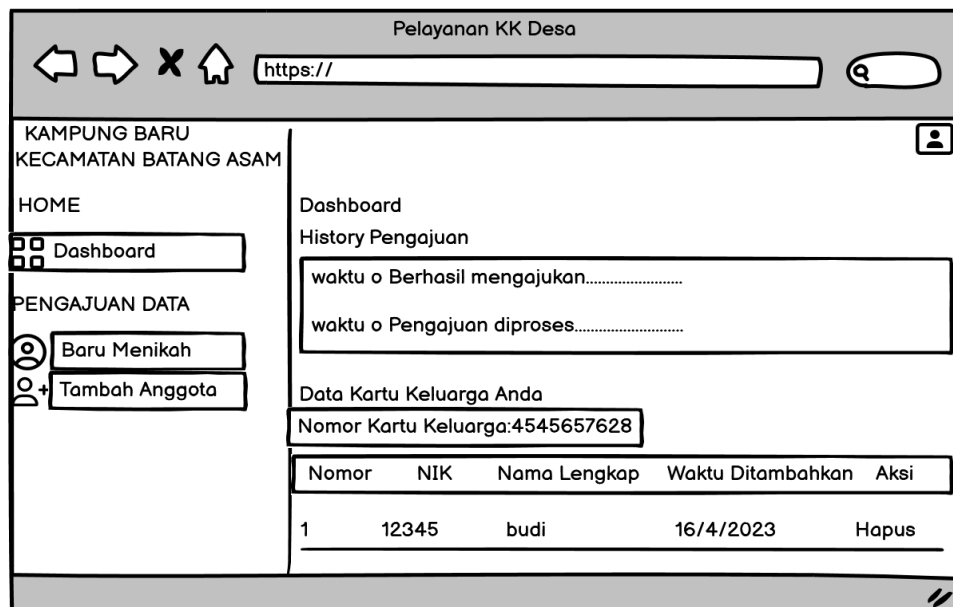 Pelayanan KK Desa
https://
KAMPUNG BARU
KECAMATAN BATANG ASAM
HOME
Dashboard
PENGAJUAN DATA
Baru Menikah
Tambah Anggota
Dashboard
History Pengajuan
waktu o Berhasil mengajukan........................
waktu o Pengajuan diproses...........................
Data Kartu Keluarga Anda
Nomor Kartu Keluarga:4545657628
Nomor NIK Nama Lengkap Waktu Ditambahkan Aksi
1 12345 budi 16/4/2023 Hapus